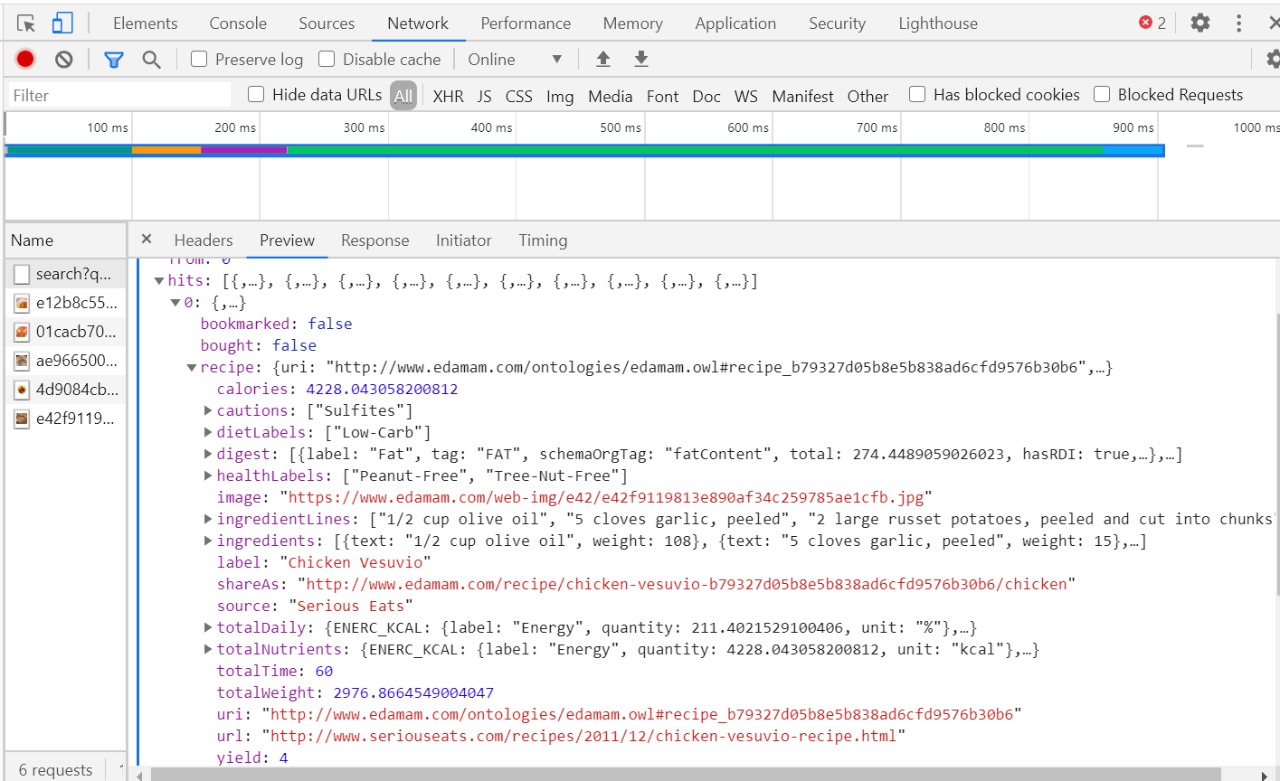 Elements Console Sources Network Performance Memory Application Security Lighthouse 2
Preserve log Disable cache Online
Filter Hide data URLs All XHR JS CSS Img Media Font Doc WS Manifest Other Has blocked cookies Blocked Requests
100 ms 200 ms 300 ms 400 ms 500 ms 600 ms 700 ms 800 ms 900 ms 1000 ms
Name
Headers Preview Response Initiator Timing
search?q...
e12b8c55...
01cacb70...
ae966500...
4d9084cb...
e42f9119...
6 requests
from: 0
hits: [{,…}, {,…}, {,…}, {,…}, {,…}, {,…}, {,…}, {,…}, {,…}, {,…}]
0: {,…}
bookmarked: false
bought: false
recipe: {uri: "http://www.edamam.com/ontologies/edamam.owl#recipe_b79327d05b8e5b838ad6cfd9576b30b6",…}
calories: 4228.043058200812
cautions: ["Sulfites"]
dietLabels: ["Low-Carb"]
digest: [{label: "Fat", tag: "FAT", schemaOrgTag: "fatContent", total: 274.4489059026023, hasRDI: true,…},…]
healthLabels: ["Peanut-Free", "Tree-Nut-Free"]
image: "https://www.edamam.com/web-img/e42/e42f9119813e890af34c259785ae1cfb.jpg"
ingredientLines: ["1/2 cup olive oil", "5 cloves garlic, peeled", "2 large russet potatoes, peeled and cut into chunks"
ingredients: [{text: "1/2 cup olive oil", weight: 108}, {text: "5 cloves garlic, peeled", weight: 15},…]
label: "Chicken Vesuvio"
shareAs: "http://www.edamam.com/recipe/chicken-vesuvio-b79327d05b8e5b838ad6cfd9576b30b6/chicken"
source: "Serious Eats"
totalDaily: {ENERC_KCAL: {label: "Energy", quantity: 211.4021529100406, unit: "%"},…}
totalNutrients: {ENERC_KCAL: {label: "Energy", quantity: 4228.043058200812, unit: "kcal"},…}
totalTime: 60
totalWeight: 2976.8664549004047
uri: "http://www.edamam.com/ontologies/edamam.owl#recipe_b79327d05b8e5b838ad6cfd9576b30b6"
url: "http://www.seriouseats.com/recipes/2011/12/chicken-vesuvio-recipe.html"
yield: 4